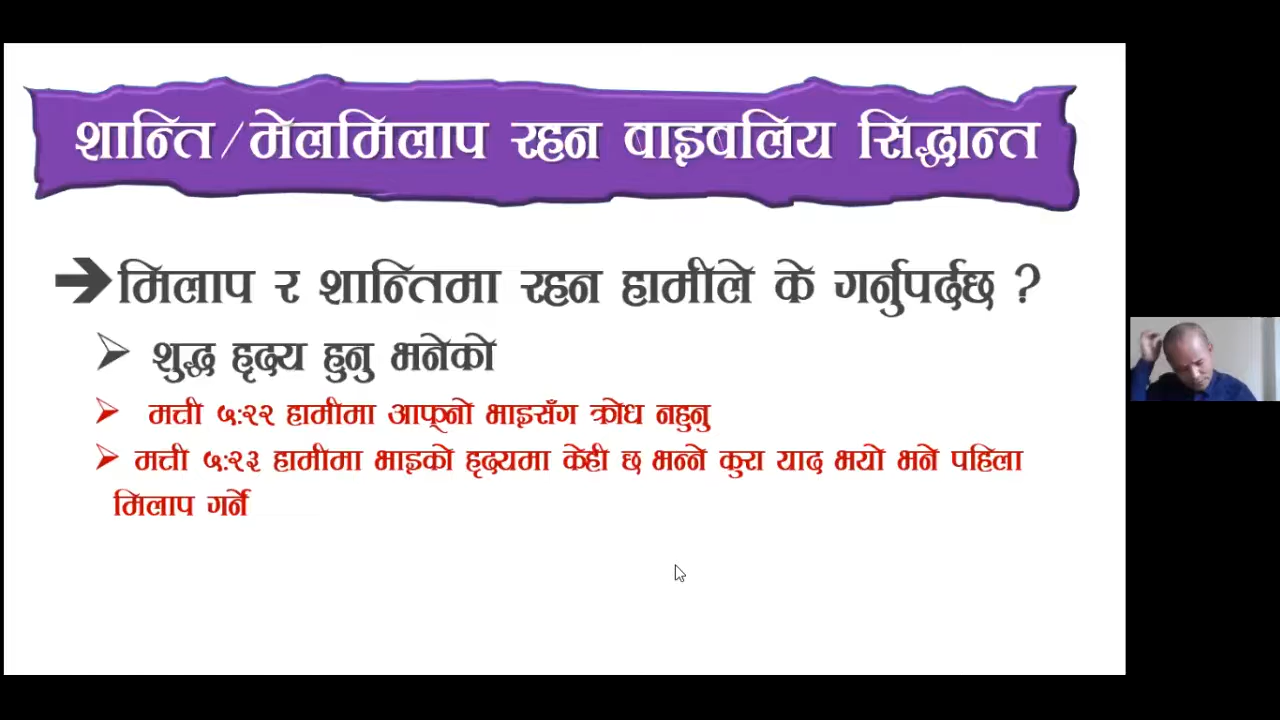 शान्ति/मेलमिलाप रहन वाइवलिय सिद्धान्त
मिलाप र शान्तिमा रहन हामीले के गर्नुपर्दछ ?
शुद्ध हृदय हुनु भनेको
मत्ती ५:२२ हामीमा आफ्नो भाइसँग क्रोध नहुनु
मत्ती ५:२३ हामीमा भाइको हृदयमा केही छ भन्ने कुरा याद भयो भने पहिला
मिलाप गर्ने